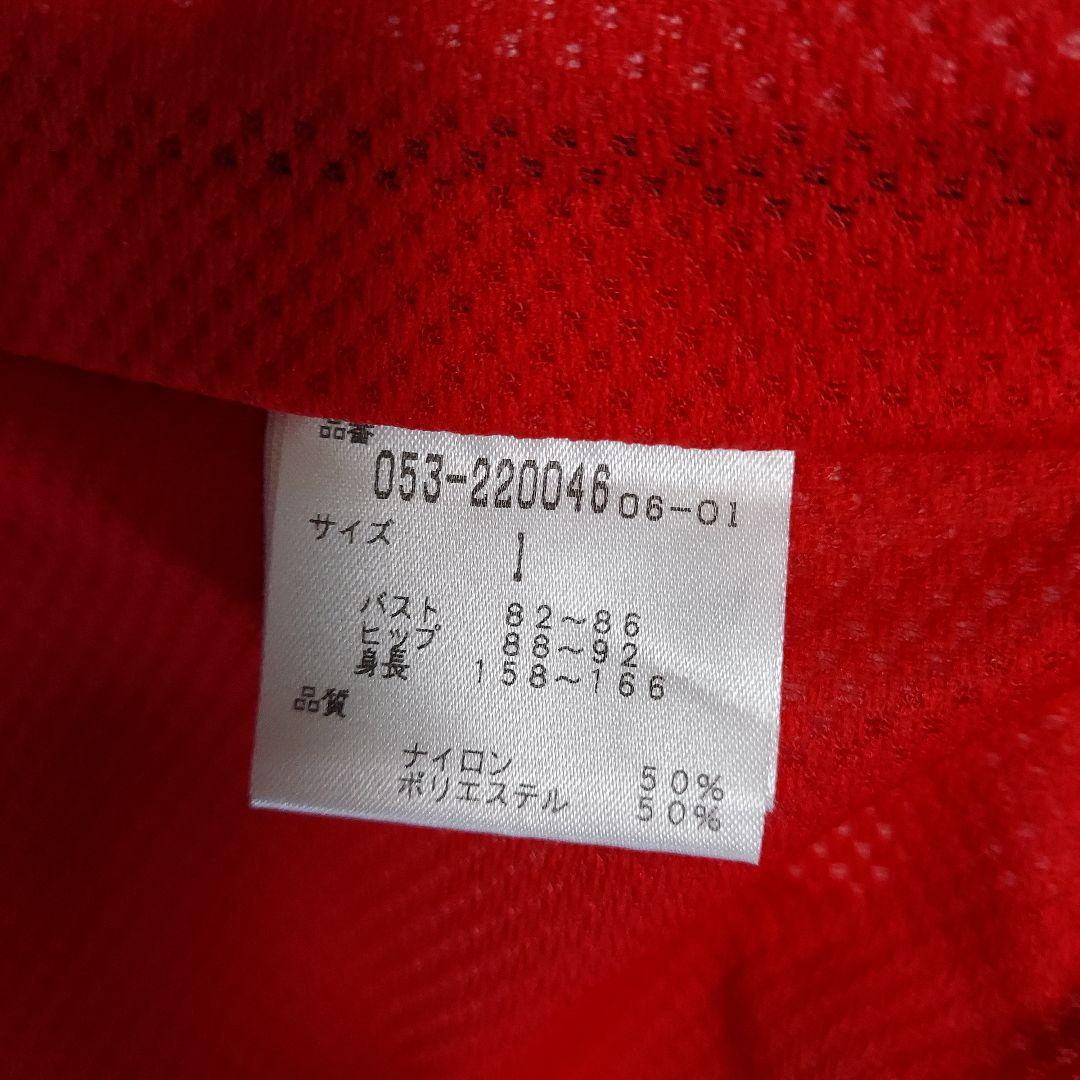 品番
053-220046 06-01
サイズ
1
バスト 82〜86
ヒップ 88〜92
身長 158〜166
品質
ナイロン 50%
ポリエステル 50%